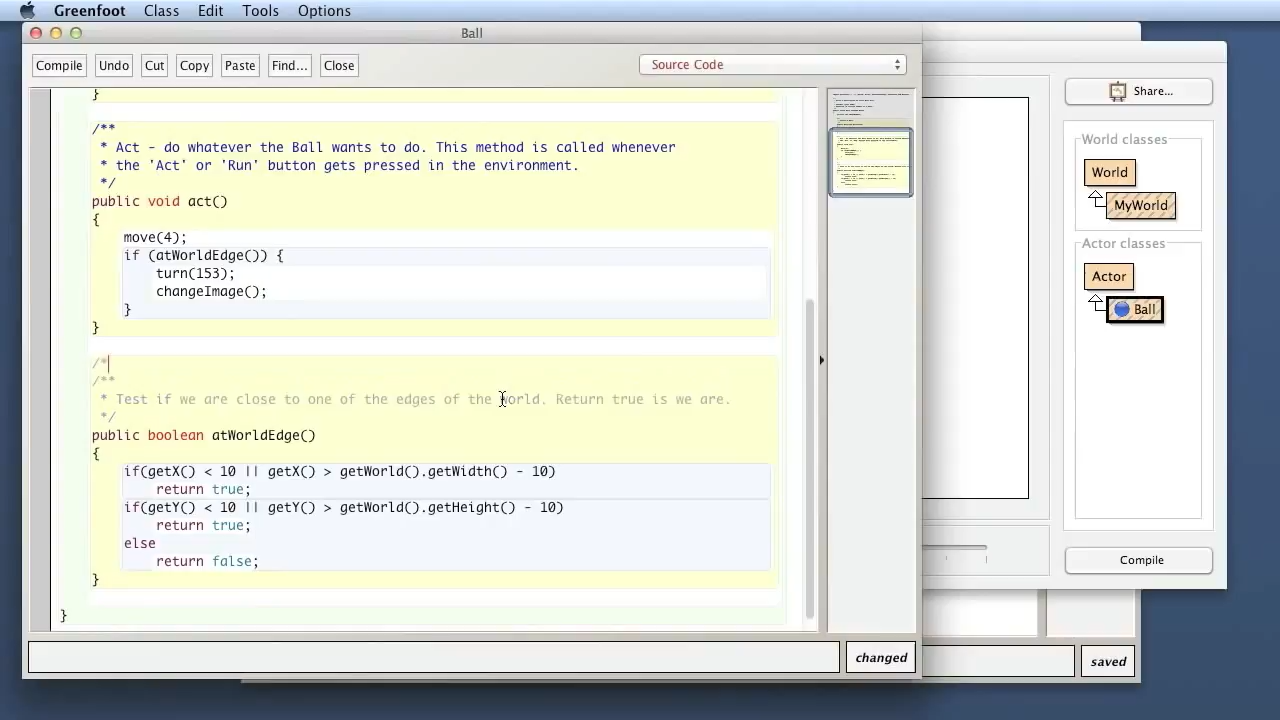 Greenfoot Class Edit Tools Options
Ball
Compile Undo Cut Copy Paste Find... Close Source Code
}
/**
* Act - do whatever the Ball wants to do. This method is called whenever
* the 'Act' or 'Run' button gets pressed in the environment.
*/
public void act()
{
move(4);
if (atWorldEdge()) {
turn(153);
changeImage();
}
}
/*
/**
* Test if we are close to one of the edges of the world. Return true is we are.
*/
public boolean atWorldEdge()
{
if(getX() < 10 || getX() > getWorld().getWidth() - 10)
return true;
if(getY() < 10 || getY() > getWorld().getHeight() - 10)
return true;
else
return false;
}
}
changed
Share...
World classes
World
MyWorld
Actor classes
Actor
Ball
Compile
saved